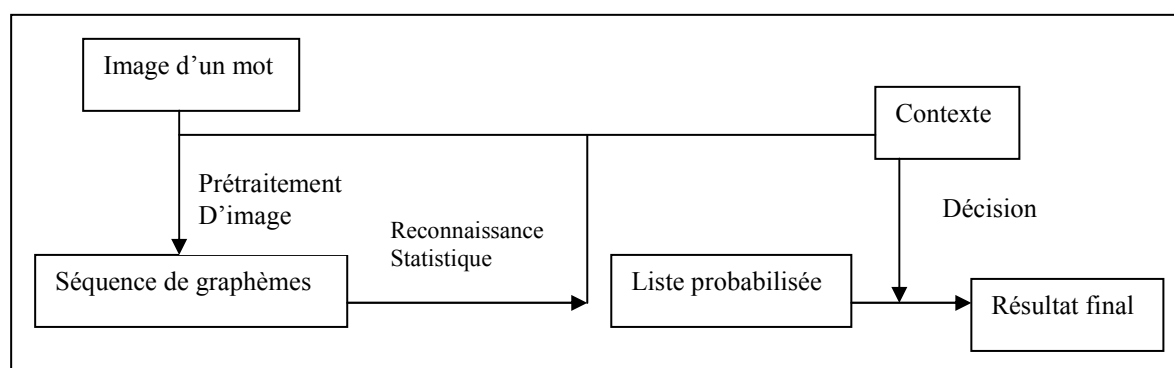 Image d’un mot
Contexte
Prétraitement
D’image
Décision
Reconnaissance
Statistique
Séquence de graphèmes
Liste probabilisée
Résultat final